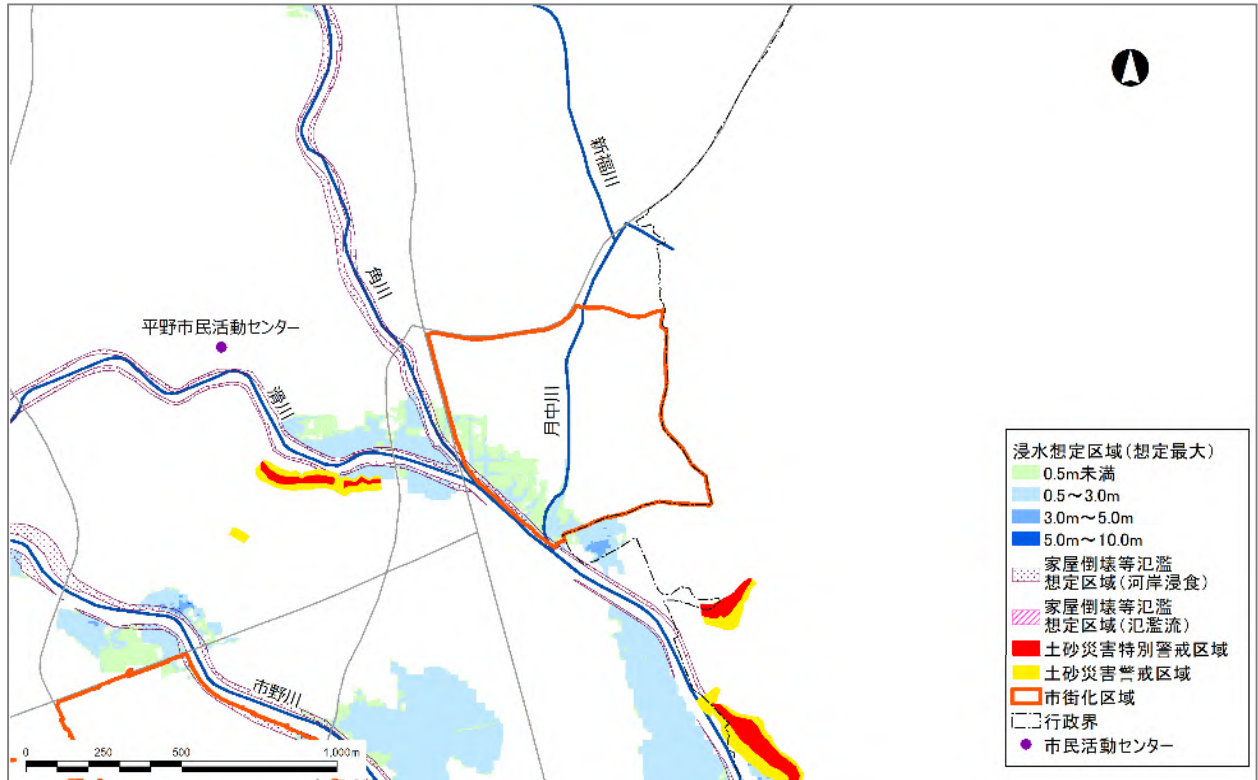 新福川
角川
平野市民活動センター
滑川
月中川
市野川
0 250 500 1,000m
浸水想定区域(想定最大)
0.5m未満
0.5～3.0m
3.0m～5.0m
5.0m～10.0m
家屋倒壊等氾濫
想定区域(河岸浸食)
家屋倒壊等氾濫
想定区域(氾濫流)
土砂災害特別警戒区域
土砂災害警戒区域
市街化区域
行政界
市民活動センター